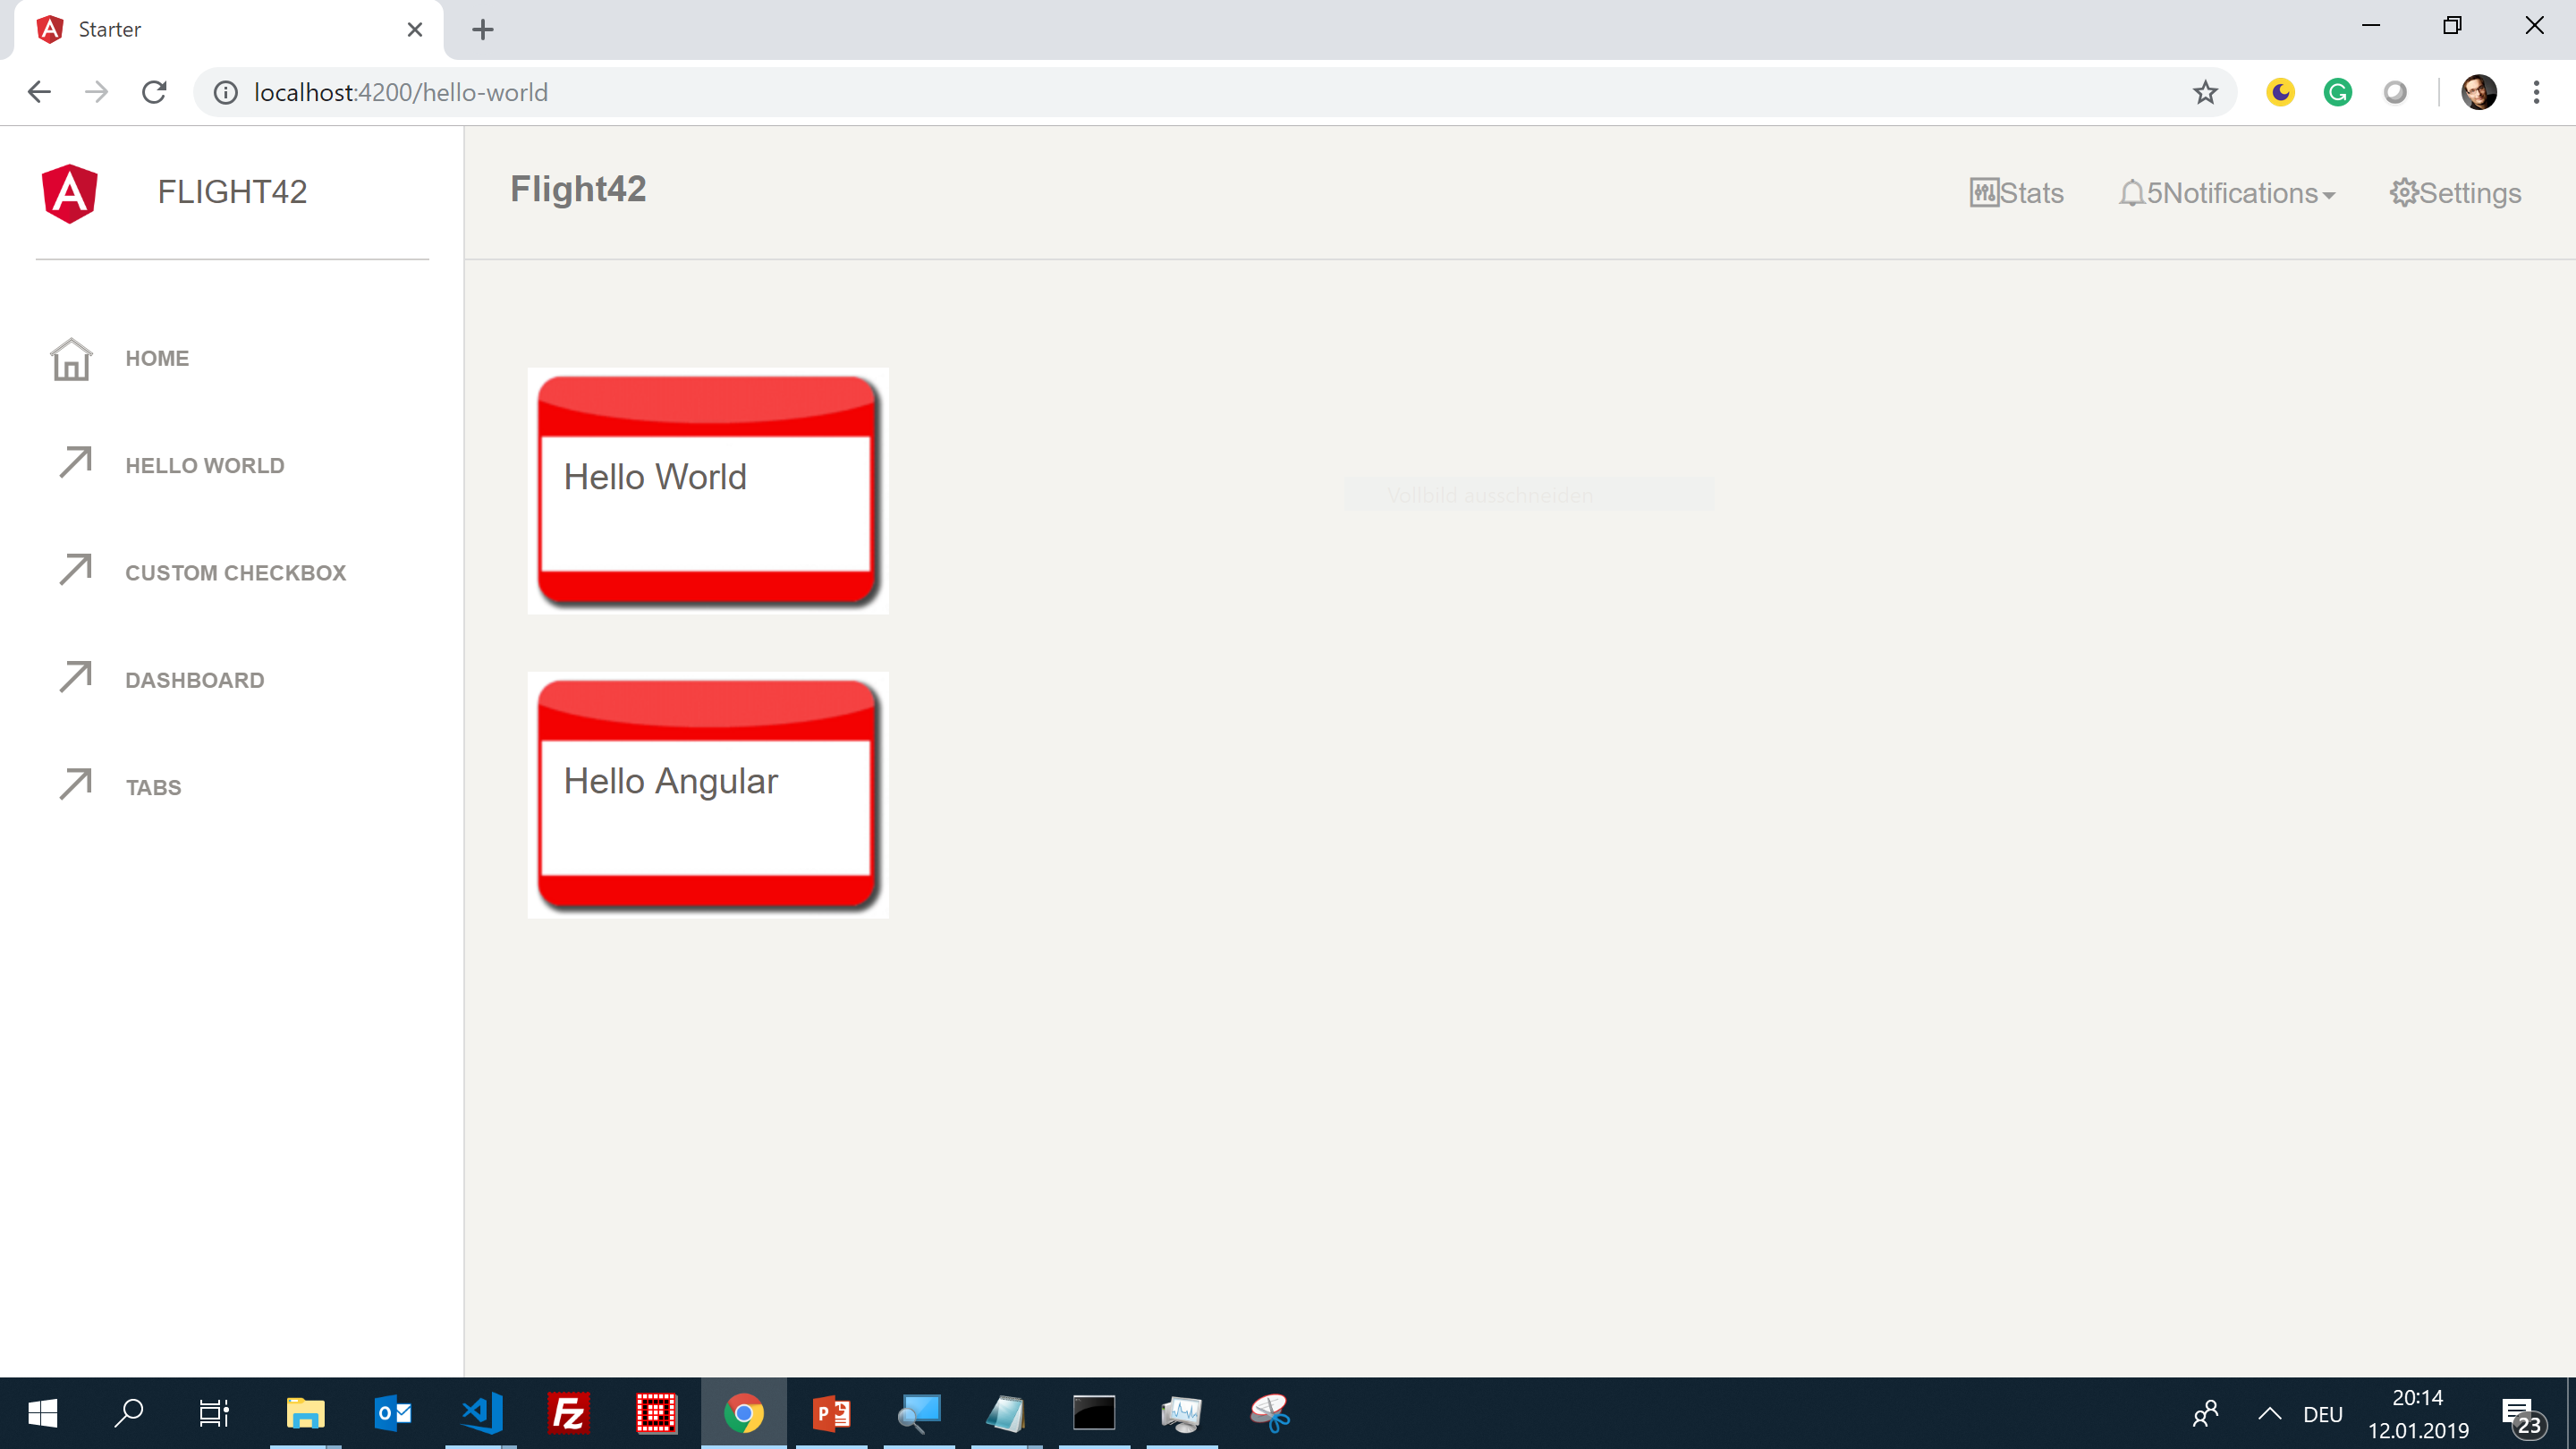 Starter
localhost:4200/hello-world
FLIGHT42
Flight42
Stats
5Notifications
Settings
HOME
HELLO WORLD
CUSTOM CHECKBOX
DASHBOARD
TABS
Hello World
Vollbild ausschneiden
Hello Angular
DEU
20:14
12.01.2019
23